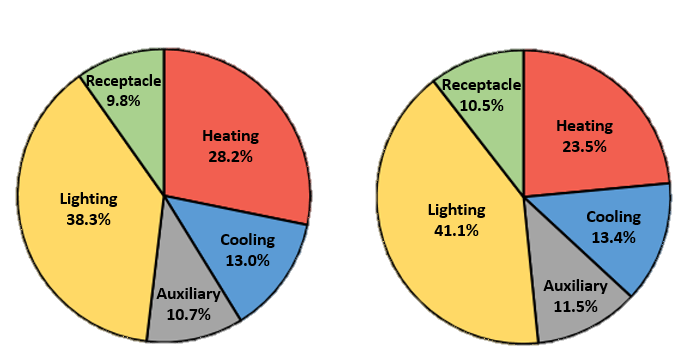 Receptacle
9.8%
Heating
28.2%
Lighting
38.3%
Cooling
13.0%
Auxiliary
10.7%
Receptacle
10.5%
Heating
23.5%
Lighting
41.1%
Cooling
13.4%
Auxiliary
11.5%